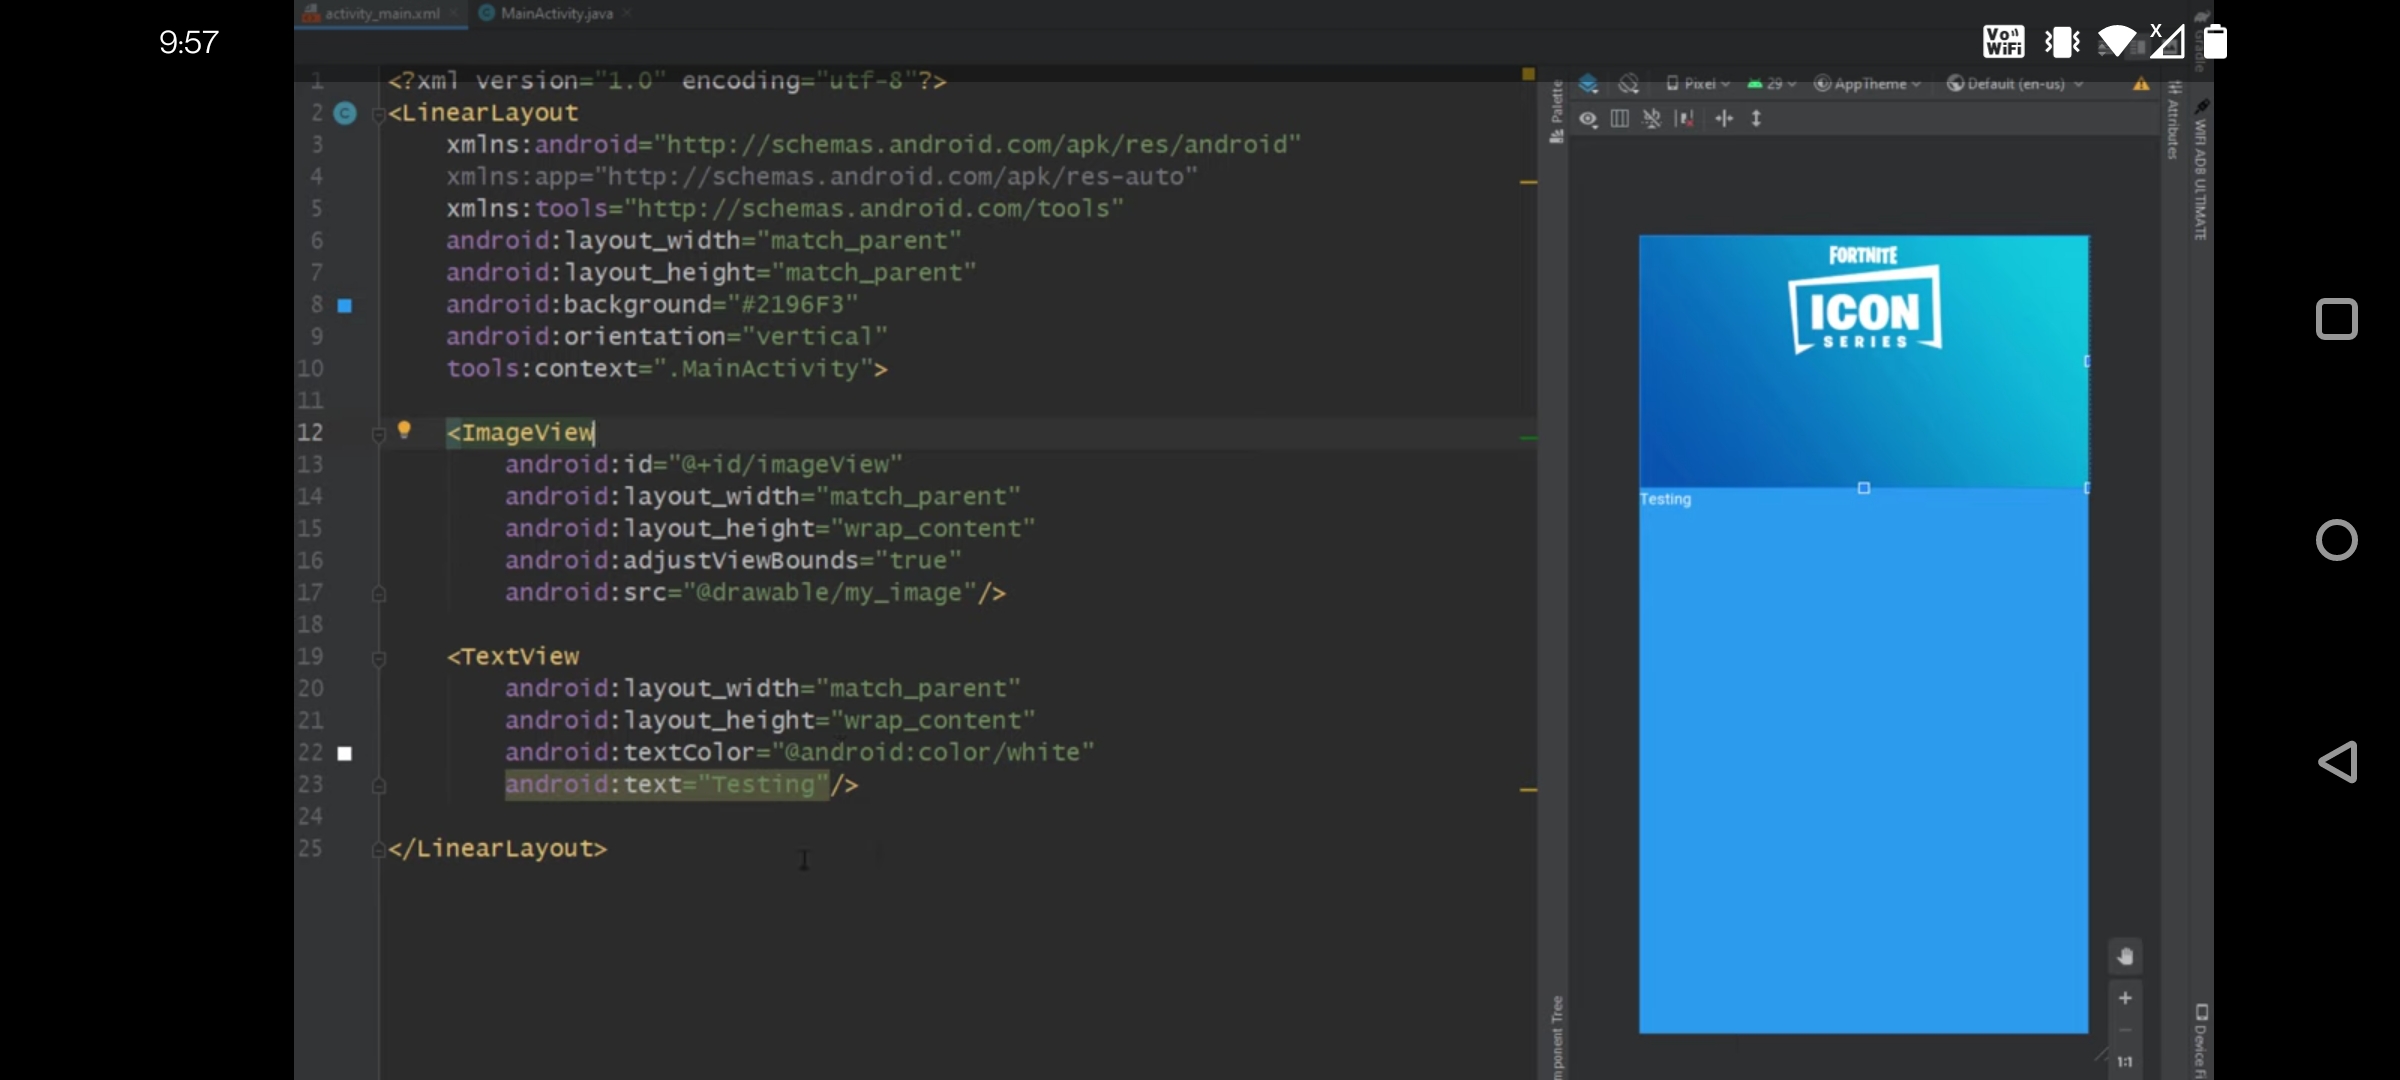 activity_main.xml MainActivity.java
9:57
Vo WiFi X
1 <?xml version="1.0" encoding="utf-8"?>
2 <LinearLayout
3 xmlns:android="http://schemas.android.com/apk/res/android"
4 xmlns:app="http://schemas.android.com/apk/res-auto"
5 xmlns:tools="http://schemas.android.com/tools"
6 android:layout_width="match_parent"
7 android:layout_height="match_parent"
8 android:background="#2196F3"
9 android:orientation="vertical"
10 tools:context=".MainActivity">
11
12 <ImageView
13 android:id="@+id/imageView"
14 android:layout_width="match_parent"
15 android:layout_height="wrap_content"
16 android:adjustViewBounds="true"
17 android:src="@drawable/my_image"/>
18
19 <TextView
20 android:layout_width="match_parent"
21 android:layout_height="wrap_content"
22 android:textColor="@android:color/white"
23 android:text="Testing"/>
24
25 </LinearLayout>
Palette
Pixel 29 AppTheme Default (en-us)
FORTNITE
ICON
SERIES
Testing
1:1
mponent Tree
Attributes
Gradle
WIFI ADB ULTIMATE
Device Fi